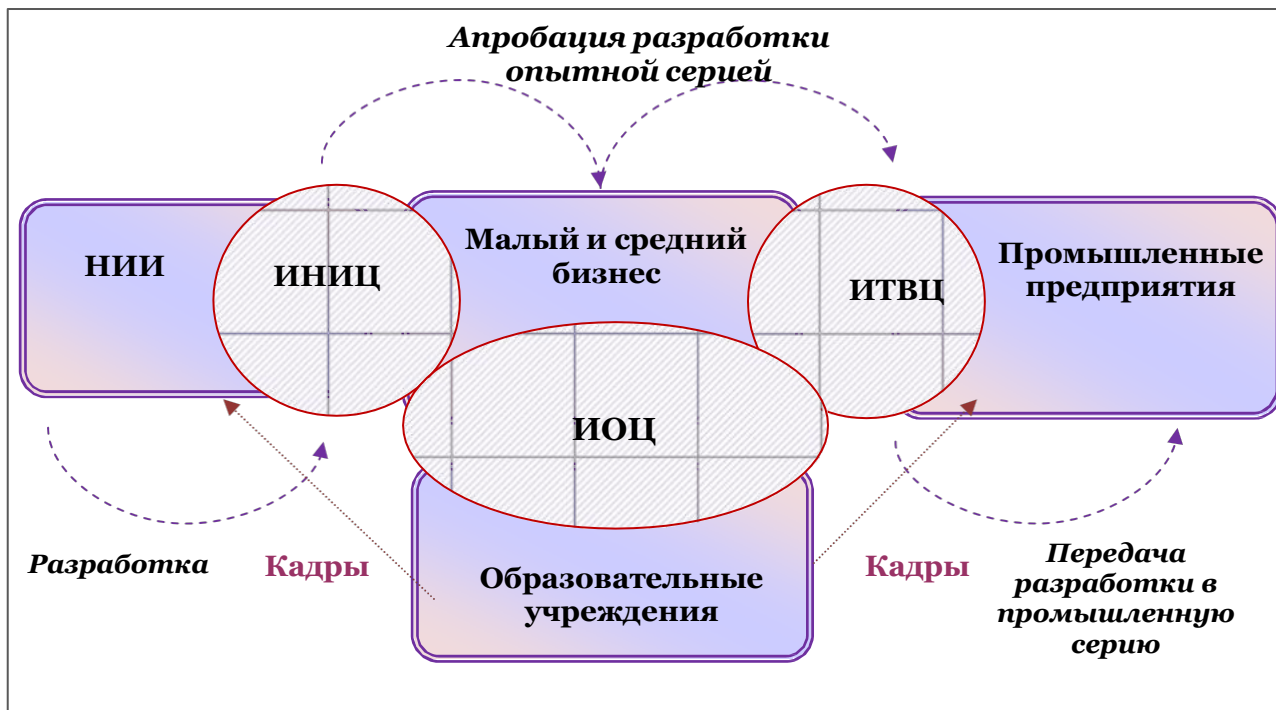 Апробация разработки
опытной серией
НИИ
ИНИЦ
Малый и средний
бизнес
ИТВЦ
Промышленные
предприятия
ИОЦ
Разработка
Кадры
Образовательные
учреждения
Кадры
Передача
разработки в
промышленную
серию